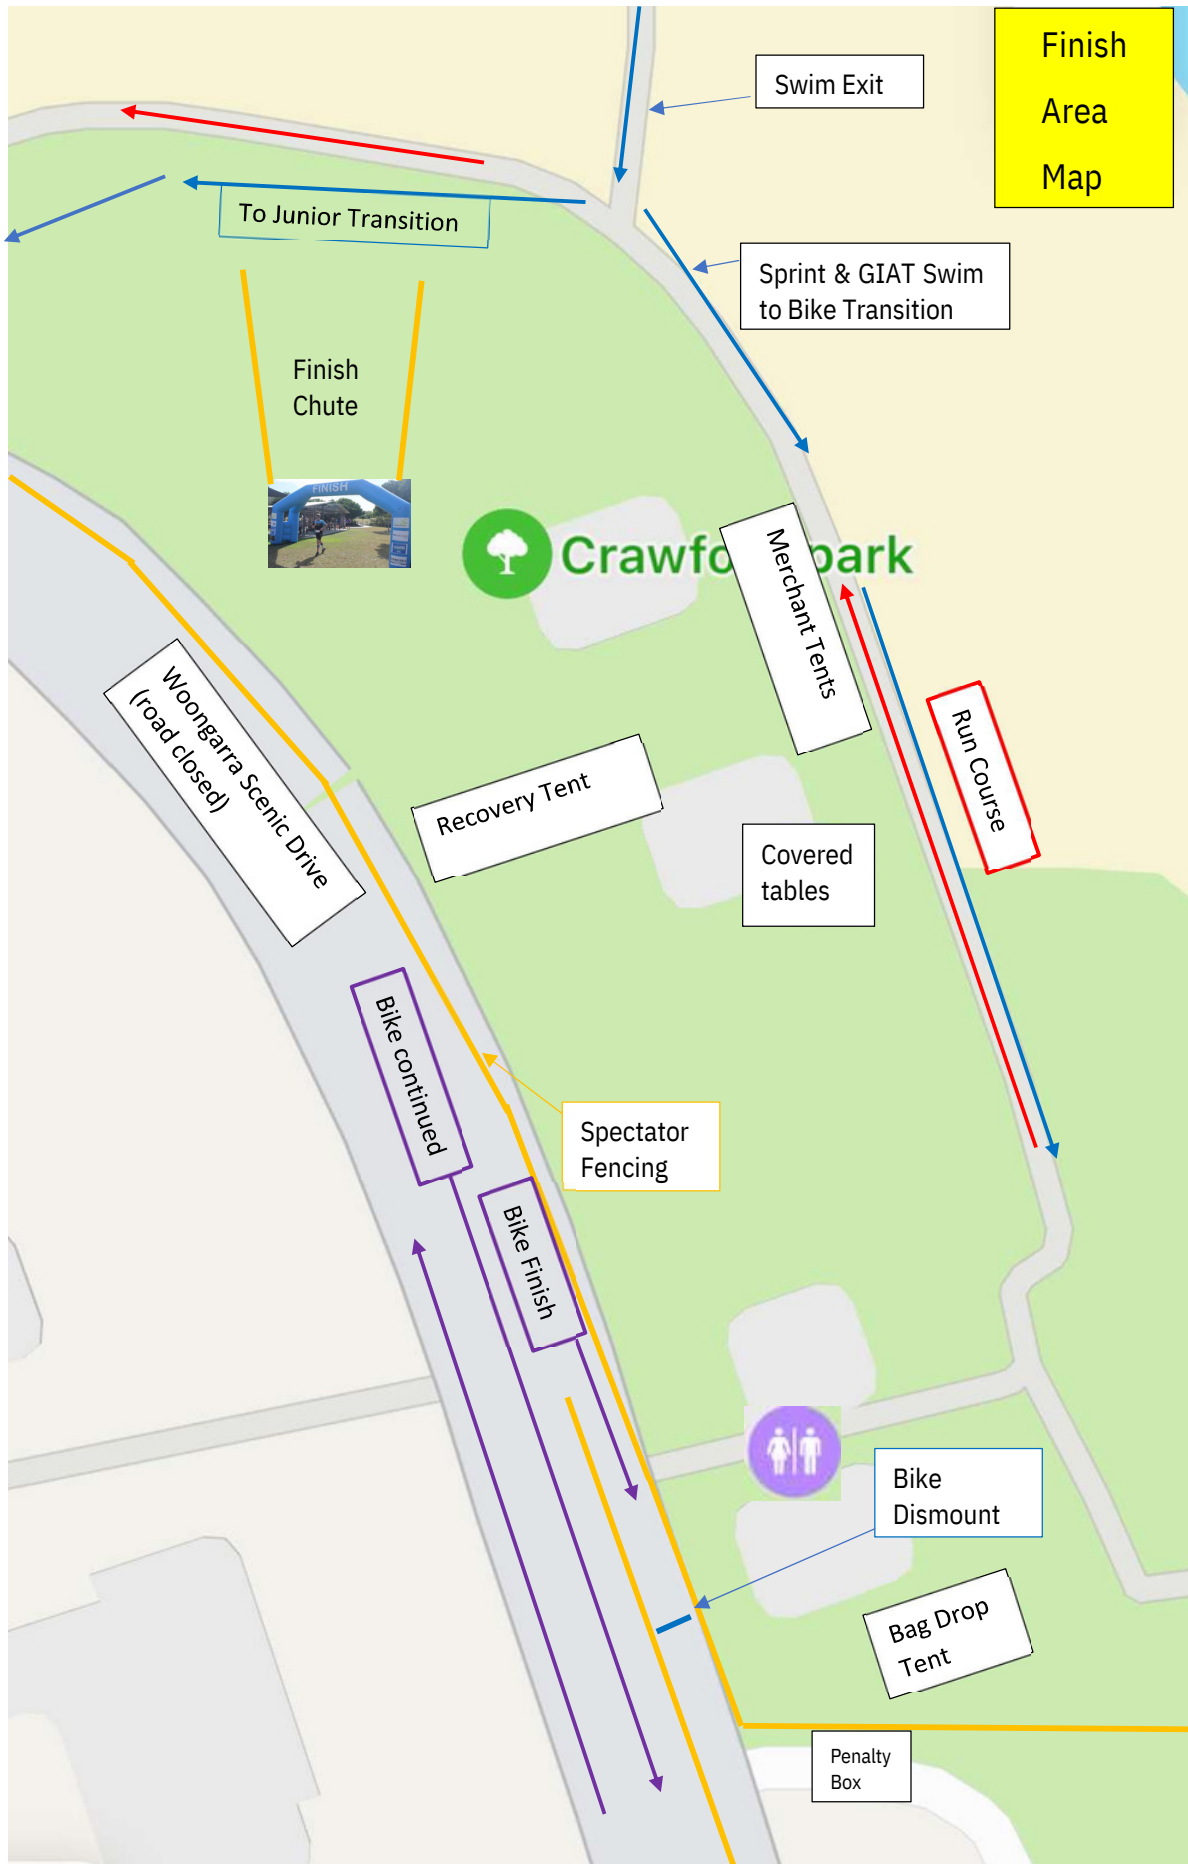 Finish
Area
Map
Swim Exit
To Junior Transition
Sprint & GIAT Swim
to Bike Transition
Finish
Chute
FINISH
Crawfo
park
Merchant Tents
Woongarra Scenic Drive
(road closed)
Run Course
Recovery Tent
Covered
tables
Bike continued
Spectator
Fencing
Bike Finish
Bike
Dismount
Bag Drop
Tent
Penalty
Box